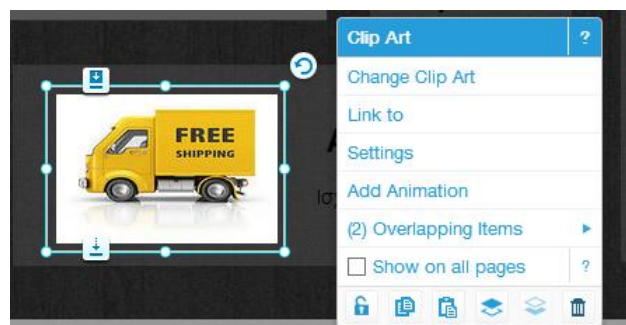 FREE
SHIPPING
Clip Art
?
Change Clip Art
Link to
Settings
Add Animation
(2) Overlapping Items
Show on all pages
?